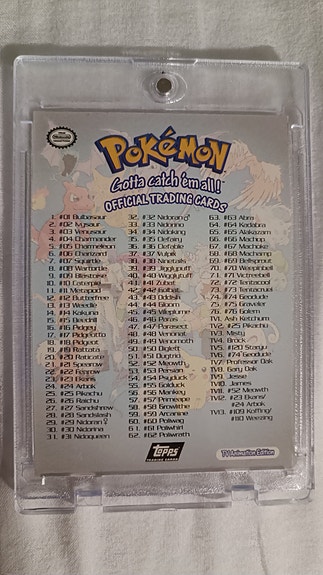 Nintendo
POKéMON
Gotta catch 'em all!
OFFICIAL TRADING CARDS
1. #01 Bulbasaur
2. #02 Ivysaur
3. #03 Venusaur
4. #04 Charmander
5. #05 Charmeleon
6. #06 Charizard
7. #07 Squirtle
8. #08 Wartortle
9. #09 Blastoise
10. #10 Caterpie
11. #11 Metapod
12. #12 Butterfree
13. #13 Weedle
14. #14 Kakuna
15. #15 Beedrill
16. #16 Pidgey
17. #17 Pidgeotto
18. #18 Pidgeot
19. #19 Rattata
20. #20 Raticate
21. #21 Spearow
22. #22 Fearow
23. #23 Ekans
24. #24 Arbok
25. #25 Pikachu
26. #26 Raichu
27. #27 Sandshrew
28. #28 Sandslash
29. #29 Nidoran♀
30. #30 Nidorina
31. #31 Nidoqueen
32. #32 Nidoran♂
33. #33 Nidorino
34. #34 Nidoking
35. #35 Clefairy
36. #36 Clefable
37. #37 Vulpix
38. #38 Ninetails
39. #39 Jigglypuff
40. #40 Wigglytuff
41. #41 Zubat
42. #42 Golbat
43. #43 Oddish
44. #44 Gloom
45. #45 Vileplume
46. #46 Paras
47. #47 Parasect
48. #48 Venonat
49. #49 Venomoth
50. #50 Diglett
51. #51 Dugtrio
52. #52 Meowth
53. #53 Persian
54. #54 Psyduck
55. #55 Golduck
56. #56 Mankey
57. #57 Primeape
58. #58 Growlithe
59. #59 Arcanine
60. #60 Poliwag
61. #61 Poliwhirl
62. #62 Poliwrath
63. #63 Abra
64. #64 Kadabra
65. #65 Alakazam
66. #66 Machop
67. #67 Machoke
68. #68 Machamp
69. #69 Bellsprout
70. #70 Weepinbell
71. #71 Victreebell
72. #72 Tentacool
73. #73 Tentacruel
74. #74 Geodude
75. #75 Graveler
76. #76 Golem
TV1. Ash Ketchum
TV2. #25 Pikachu
TV3. Misty
TV4. Brock
TV5. #120 Staryu
TV6. #74 Geodude
TV7. Professor Oak
TV8. Gary Oak
TV9. Jesse
TV10. James
TV11. #52 Meowth
TV12. #23 Ekans/
#24 Arbok
TV13. #109 Koffing/
#110 Weezing
Topps
TRADING CARDS
TV Animation Edition